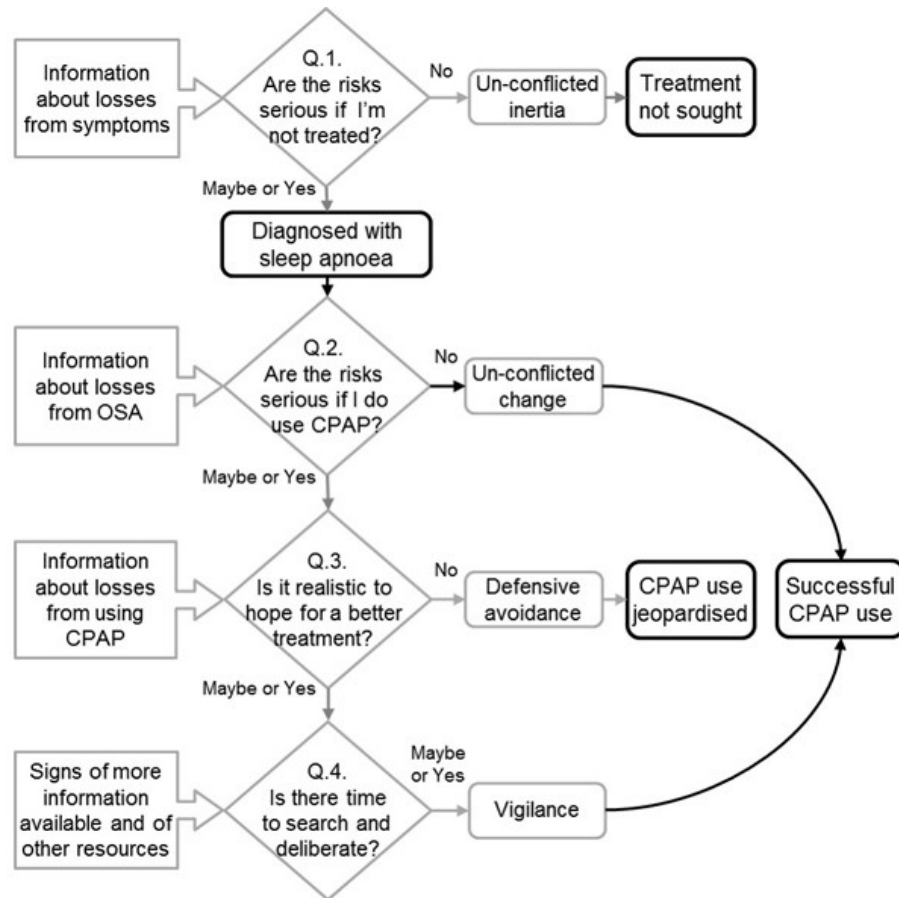 Information
about losses
from symptoms
Q.1.
Are the risks
serious if I'm
not treated?
No
Un-conflicted
inertia
Treatment
not sought
Maybe or Yes
Diagnosed with
sleep apnoea
Information
about losses
from OSA
Q.2.
Are the risks
serious if I do
use CPAP?
No
Un-conflicted
change
Maybe or Yes
Information
about losses
from using
CPAP
Q.3.
Is it realistic to
hope for a better
treatment?
No
Defensive
avoidance
CPAP use
jeopardised
Successful
CPAP use
Maybe or Yes
Signs of more
information
available and of
other resources
Q.4.
Is there time
to search and
deliberate?
Maybe
or Yes
Vigilance